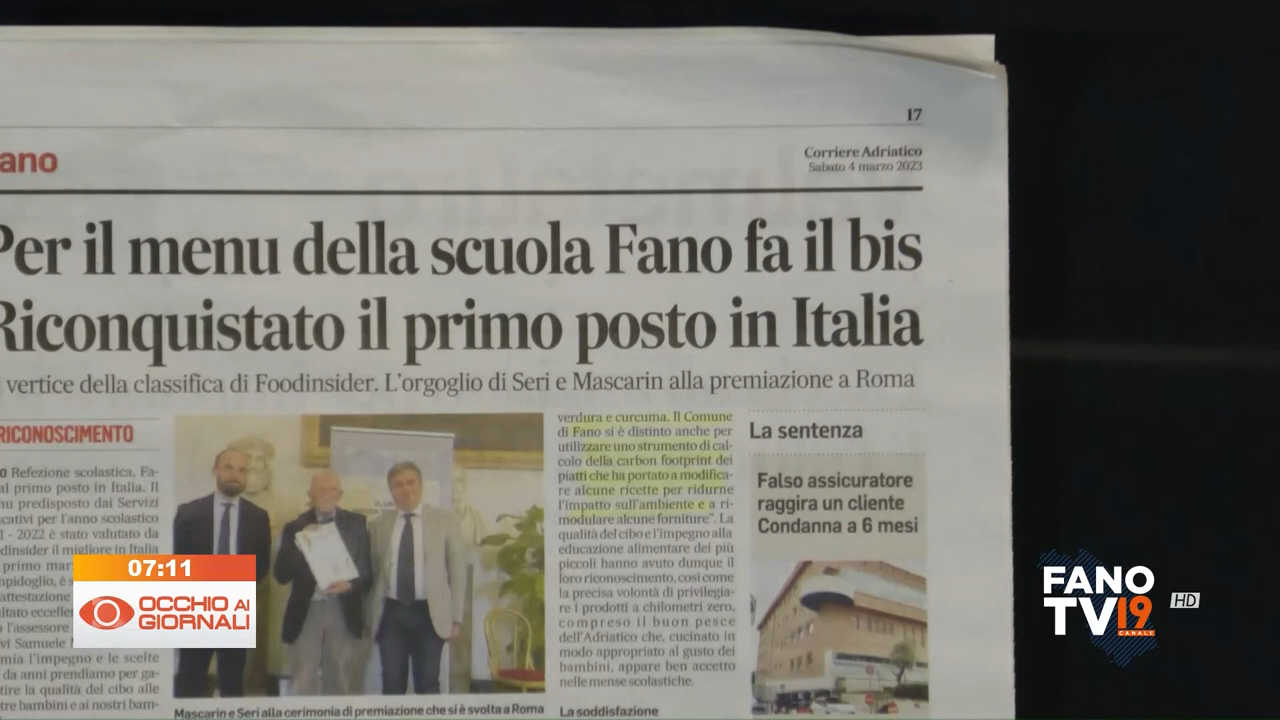 17
ano
Corriere Adriatico
Sabato 4 marzo 2023
Per il menu della scuola Fano fa il bis
Riconquistato il primo posto in Italia
vertice della classifica di Foodinsider. L'orgoglio di Seri e Mascarin alla premiazione a Roma
RICONOSCIMENTO
O Refezione scolastica, Fa-
al primo posto in Italia. Il
nu predisposto dai Servizi
cativi per l'anno scolastico
1 - 2022 è stato valutato da
dinsider il migliore in Italia
primo mar
mpidoglio, è s
attestazione
ltato eccellen
o l'assessore
vi Samuele M
mia l'impegno e le scelte
da anni prendiamo per ga-
tire la qualità del cibo alle
tre bambini e ai nostri bam-
Mascarin e Seri alla cerimonia di premiazione che si è svolta a Roma
verdura e curcuma. Il Comune
di Fano si è distinto anche per
utilizzare uno strumento di cal-
colo della carbon footprint dei
piatti che ha portato a modifica-
re alcune ricette per ridurne
l'impatto sull'ambiente e a ri-
modulare alcune forniture". La
qualità del cibo e l'impegno alla
educazione alimentare dei più
piccoli hanno avuto dunque il
loro riconoscimento, così come
la precisa volontà di privilegia-
re i prodotti a chilometri zero,
compreso il buon pesce
dell'Adriatico che, cucinato in
modo appropriato al gusto dei
bambini, appare ben accetto
nelle mense scolastiche.
La soddisfazione
La sentenza
Falso assicuratore
raggira un cliente
Condanna a 6 mesi
07:11
OCCHIO AI
GIORNALI
FANO
TV19
CANALE
HD